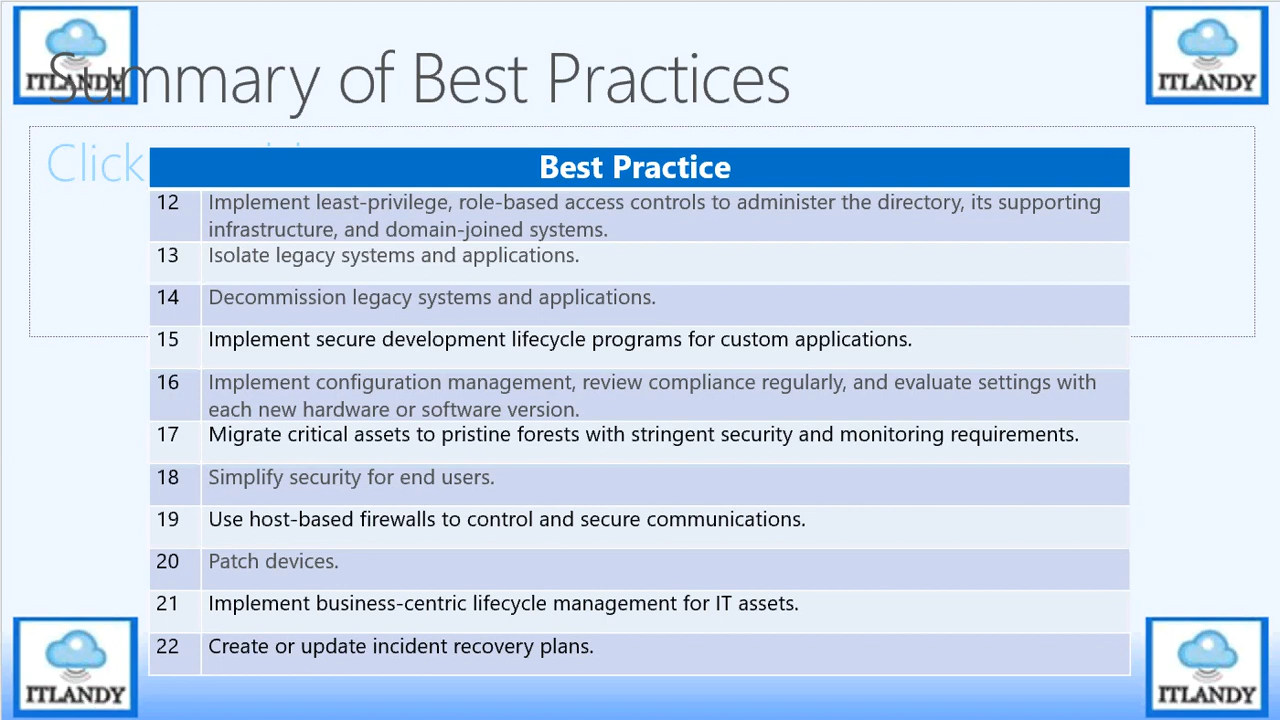 ITLANDY
ITLANDY
Summary of Best Practices
Click
Best Practice
12 Implement least-privilege, role-based access controls to administer the directory, its supporting
infrastructure, and domain-joined systems.
13 Isolate legacy systems and applications.
14 Decommission legacy systems and applications.
15 Implement secure development lifecycle programs for custom applications.
16 Implement configuration management, review compliance regularly, and evaluate settings with
each new hardware or software version.
17 Migrate critical assets to pristine forests with stringent security and monitoring requirements.
18 Simplify security for end users.
19 Use host-based firewalls to control and secure communications.
20 Patch devices.
21 Implement business-centric lifecycle management for IT assets.
22 Create or update incident recovery plans.
ITLANDY
ITLANDY